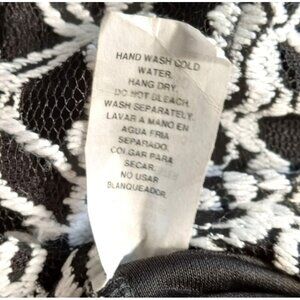 HAND WASH COLD
WATER.
HANG DRY.
DO NOT BLEACH.
WASH SEPARATELY.
LAVAR A MANO EN
AGUA FRIA
SEPARADO.
COLGAR PARA
SECAR.
NO USAR
BLANQUEADOR.